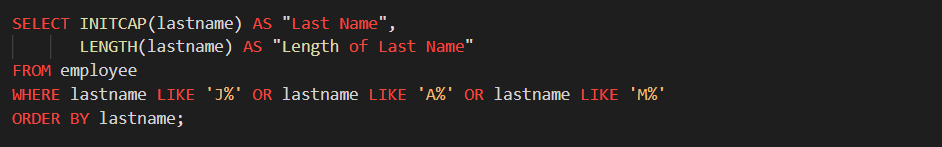 SELECT INITCAP(lastname) AS "Last Name",
       LENGTH(lastname) AS "Length of Last Name"
FROM employee
WHERE lastname LIKE 'J%' OR lastname LIKE 'A%' OR lastname LIKE 'M%'
ORDER BY lastname;